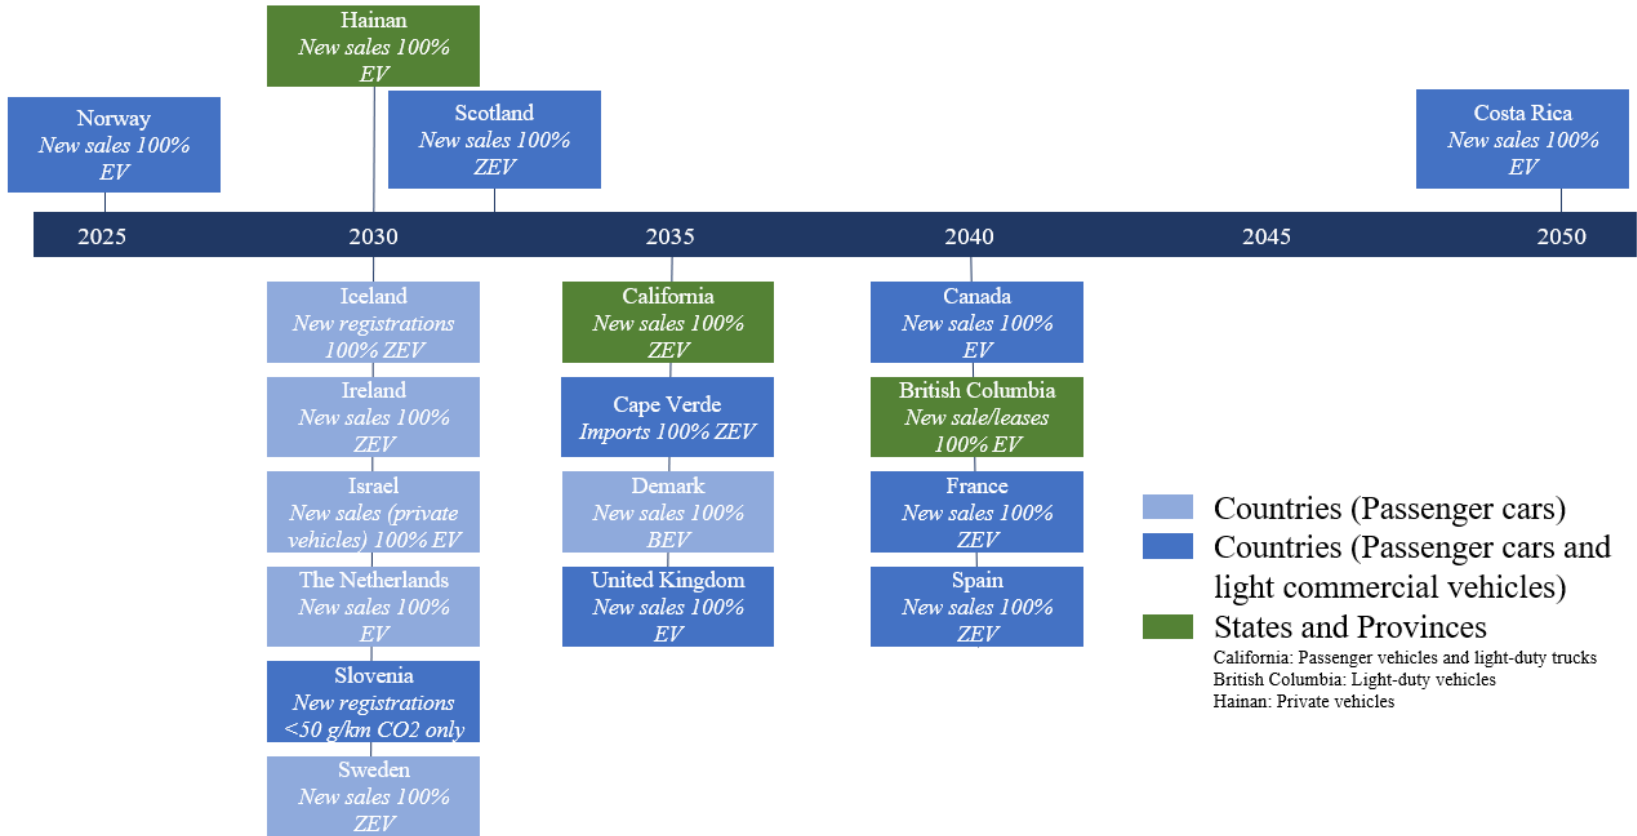 Hainan
New sales 100%
EV
Norway
New sales 100%
EV
Scotland
New sales 100%
ZEV
Costa Rica
New sales 100%
EV
2025
2030
2035
2040
2045
2050
Iceland
New registrations
100% ZEV
Ireland
New sales 100%
ZEV
Israel
New sales (private
vehicles) 100% EV
The Netherlands
New sales 100%
EV
Slovenia
New registrations
<50 g/km CO2 only
Sweden
New sales 100%
ZEV
California
New sales 100%
ZEV
Cape Verde
Imports 100% ZEV
Demark
New sales 100%
BEV
United Kingdom
New sales 100%
EV
Canada
New sales 100%
EV
British Columbia
New sale/leases
100% EV
France
New sales 100%
ZEV
Spain
New sales 100%
ZEV
Countries (Passenger cars)
Countries (Passenger cars and
light commercial vehicles)
States and Provinces
California: Passenger vehicles and light-duty trucks
British Columbia: Light-duty vehicles
Hainan: Private vehicles